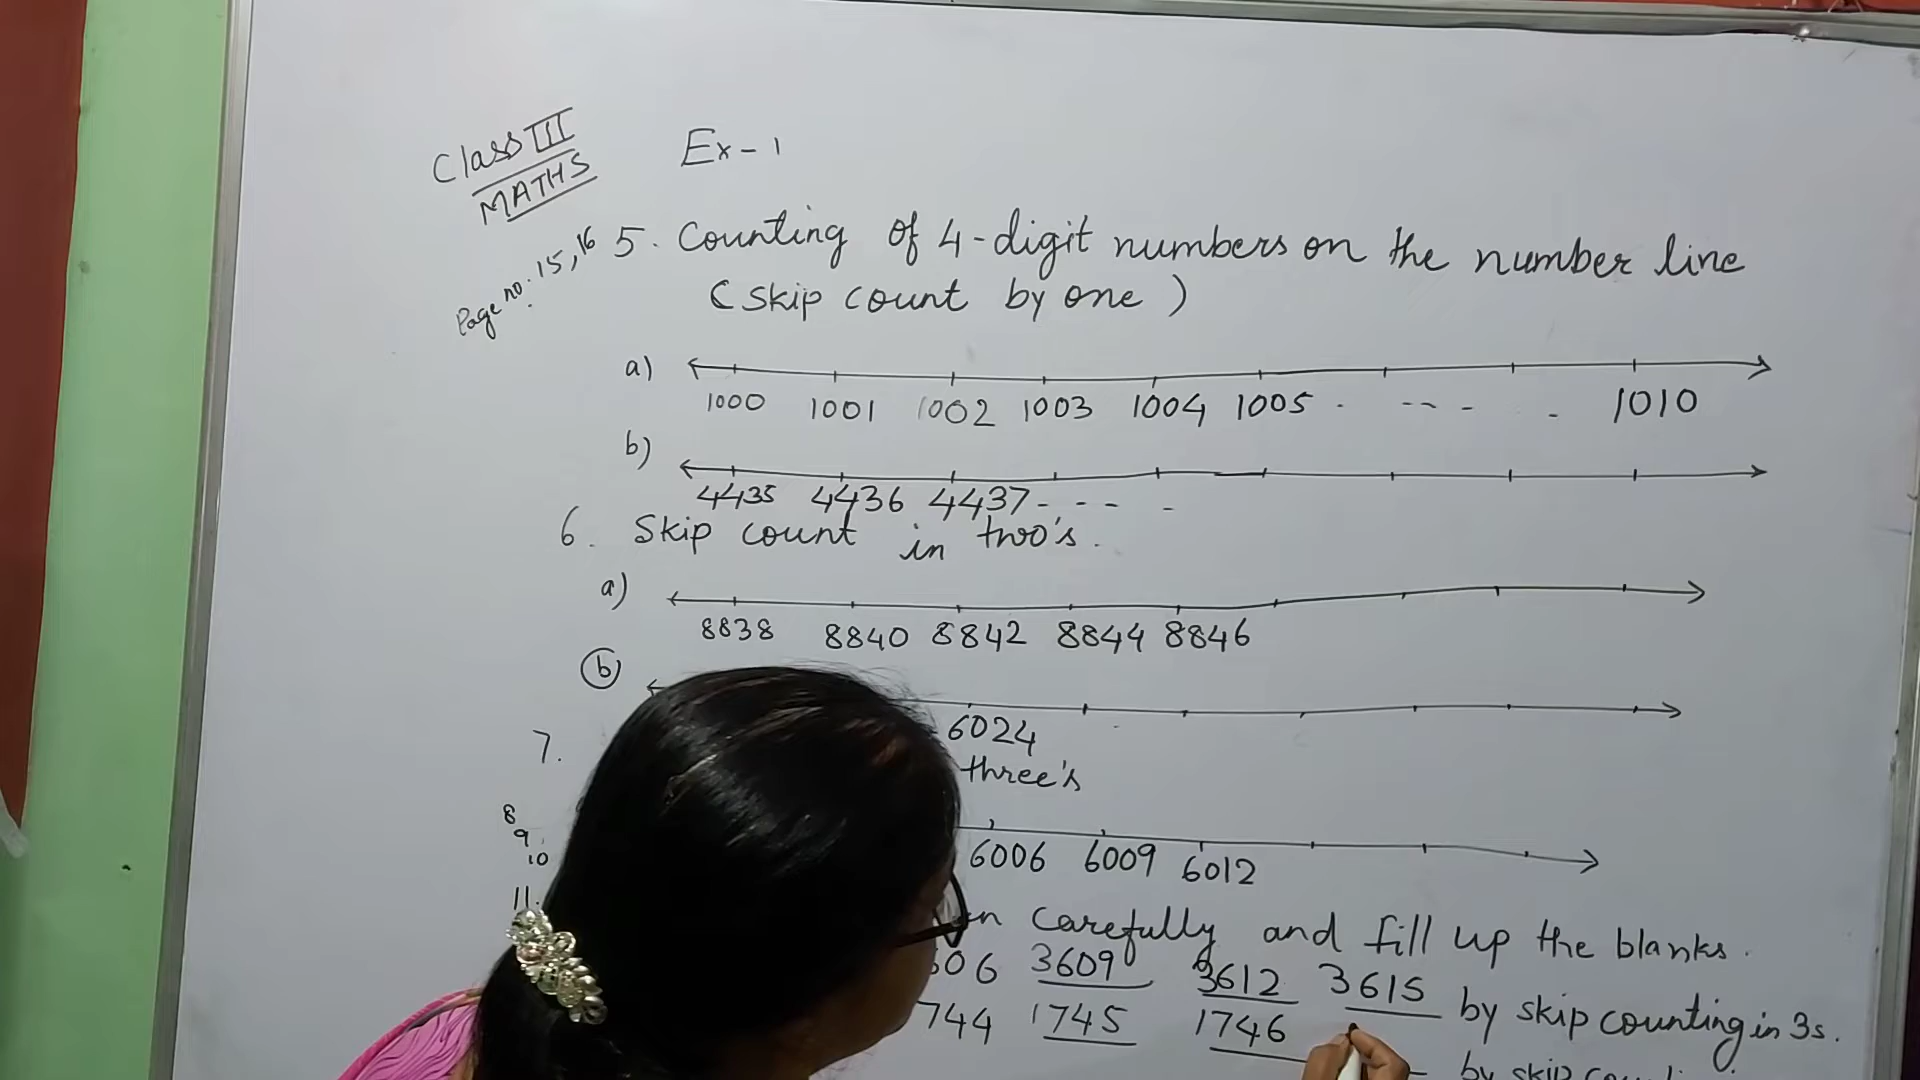 Class III
MATHS
Ex-1
Page no. 15, 16
5. Counting of 4-digit numbers on the number line
(Skip count by one)
a)
1000 1001 1002 1003 1004 1005 . -- - - 1010
b)
4435 4436 4437 - - - -
6. Skip count in two's.
a)
8838 8840 8842 8844 8846
b
6024
7. three's
8
9
10
6006 6009 6012
11. carefully and fill up the blanks.
606 3609 3612 3615 by skip counting in 3s.
744 1745 1746
by skip